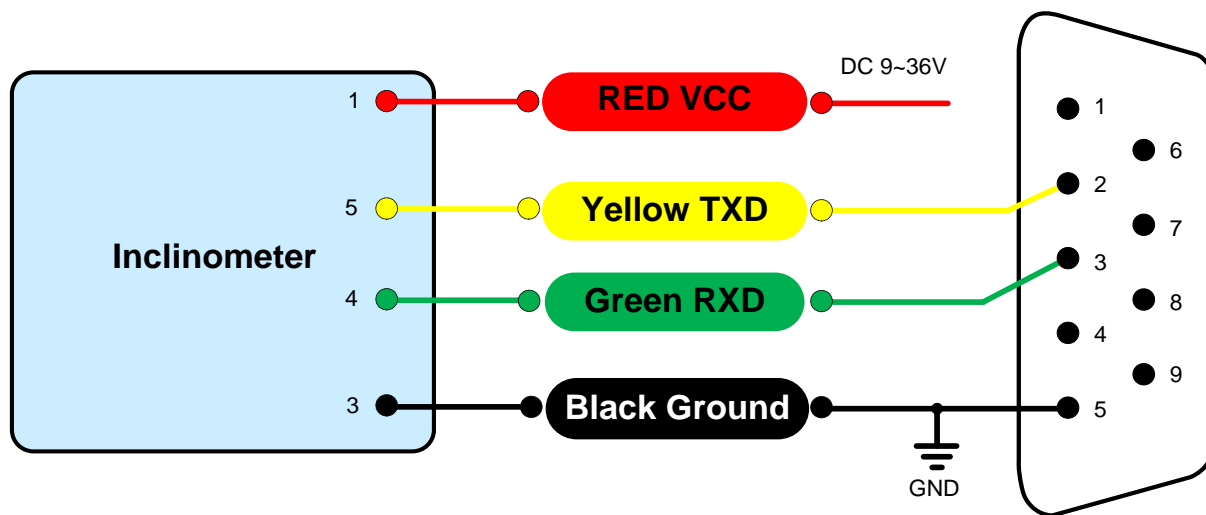 DC 9~36V
1
RED VCC
1
6
5
Yellow TXD
2
7
Inclinometer
3
4
Green RXD
8
4
9
3
Black Ground
5
GND